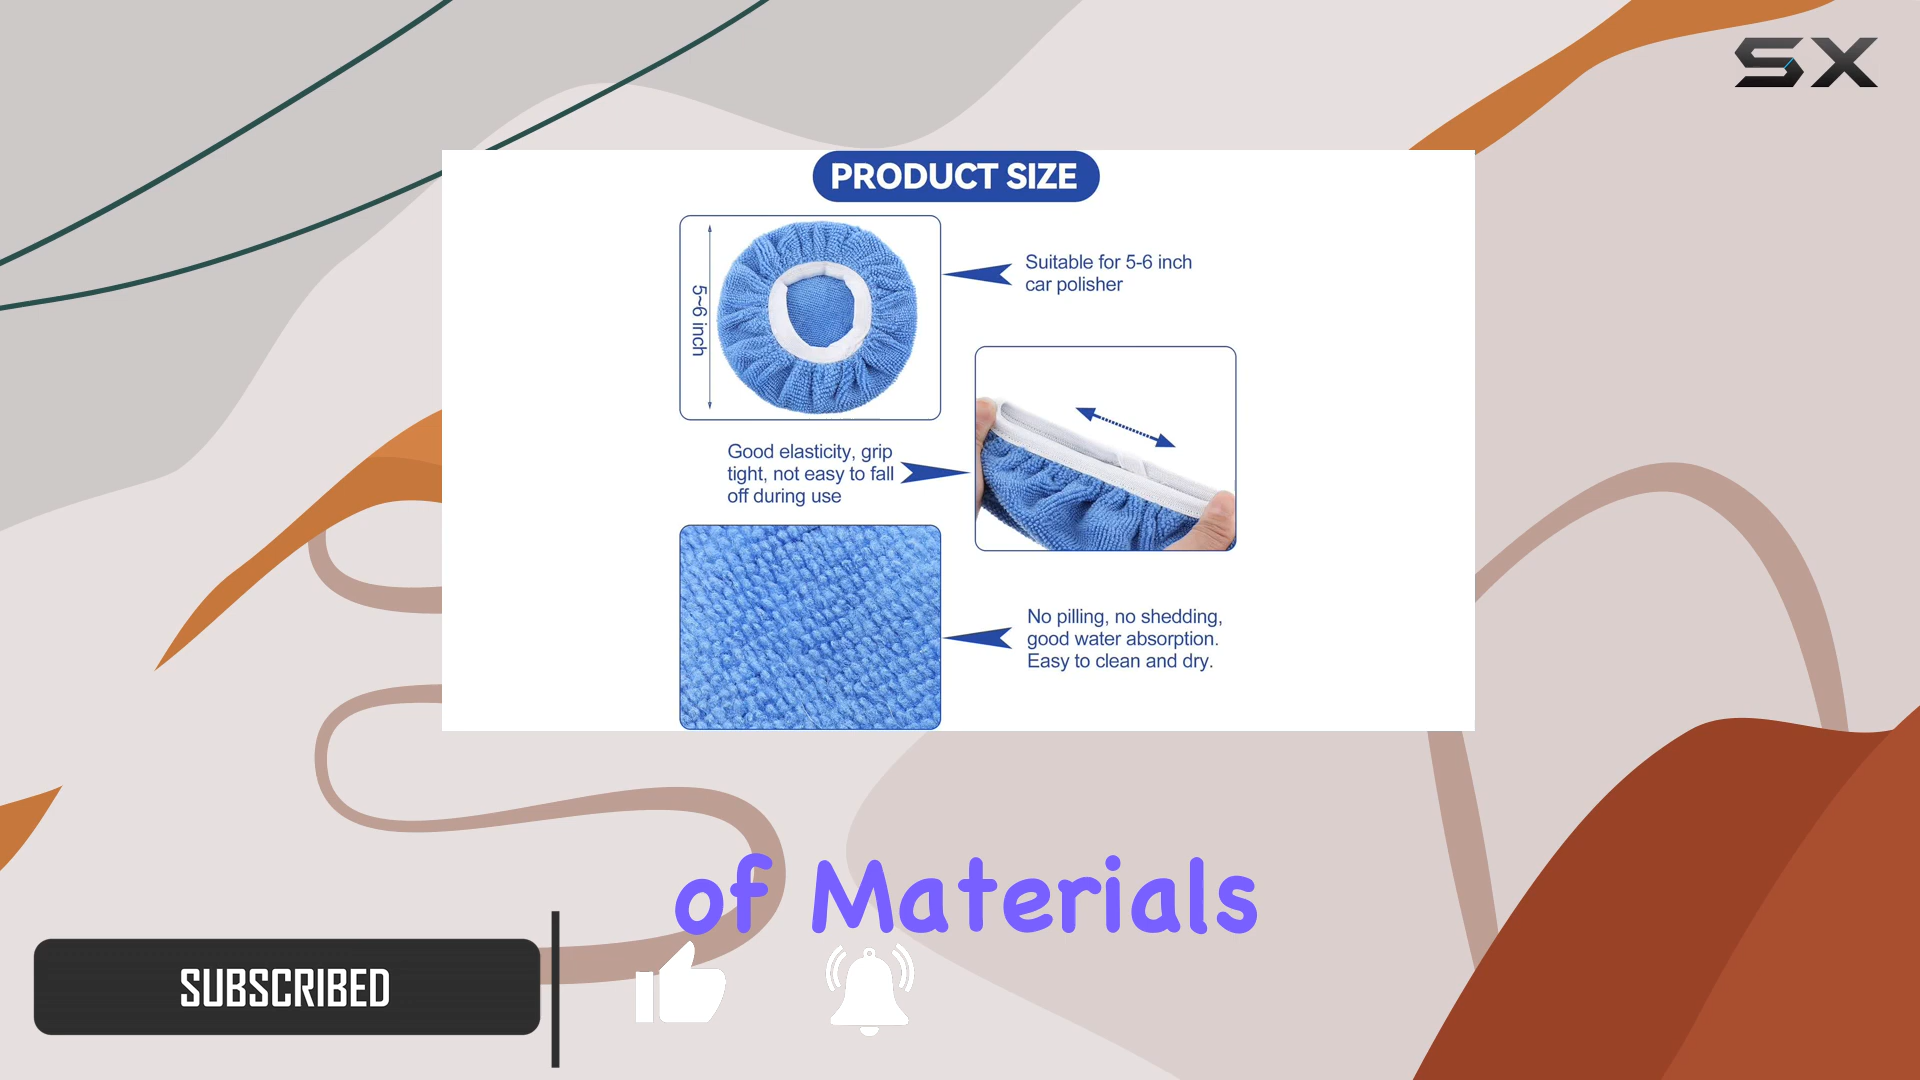 SX
PRODUCT SIZE
5~6 inch
Suitable for 5-6 inch
car polisher
Good elasticity, grip
tight, not easy to fall
off during use
No pilling, no shedding,
good water absorption.
Easy to clean and dry.
of Materials
SUBSCRIBED